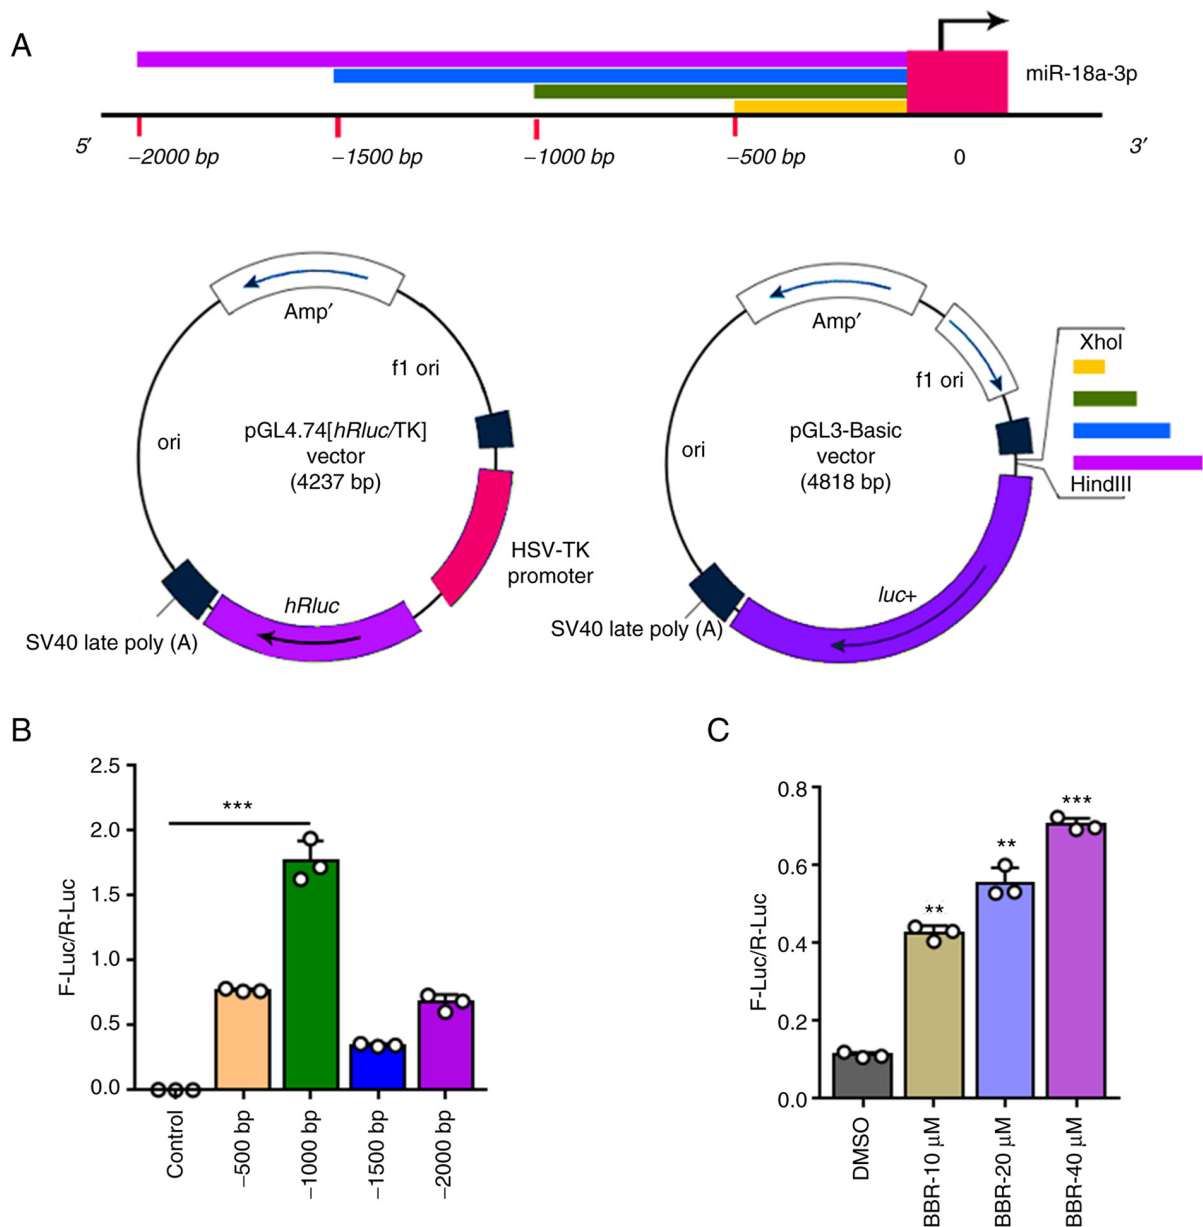 A
miR-18a-3p
5′
−2000 bp
−1500 bp
−1000 bp
−500 bp
0
3′
Amp′
f1 ori
ori
pGL4.74[hRluc/TK]
vector
(4237 bp)
HSV-TK
promoter
hRluc
SV40 late poly (A)
Amp′
f1 ori
ori
pGL3-Basic
vector
(4818 bp)
XhoI
HindIII
luc+
SV40 late poly (A)
B
F-Luc/R-Luc
2.5
2.0
1.5
1.0
0.5
0.0
***
Control
−500 bp
−1000 bp
−1500 bp
−2000 bp
C
F-Luc/R-Luc
0.8
0.6
0.4
0.2
0.0
**
**
***
DMSO
BBR-10 μM
BBR-20 μM
BBR-40 μM